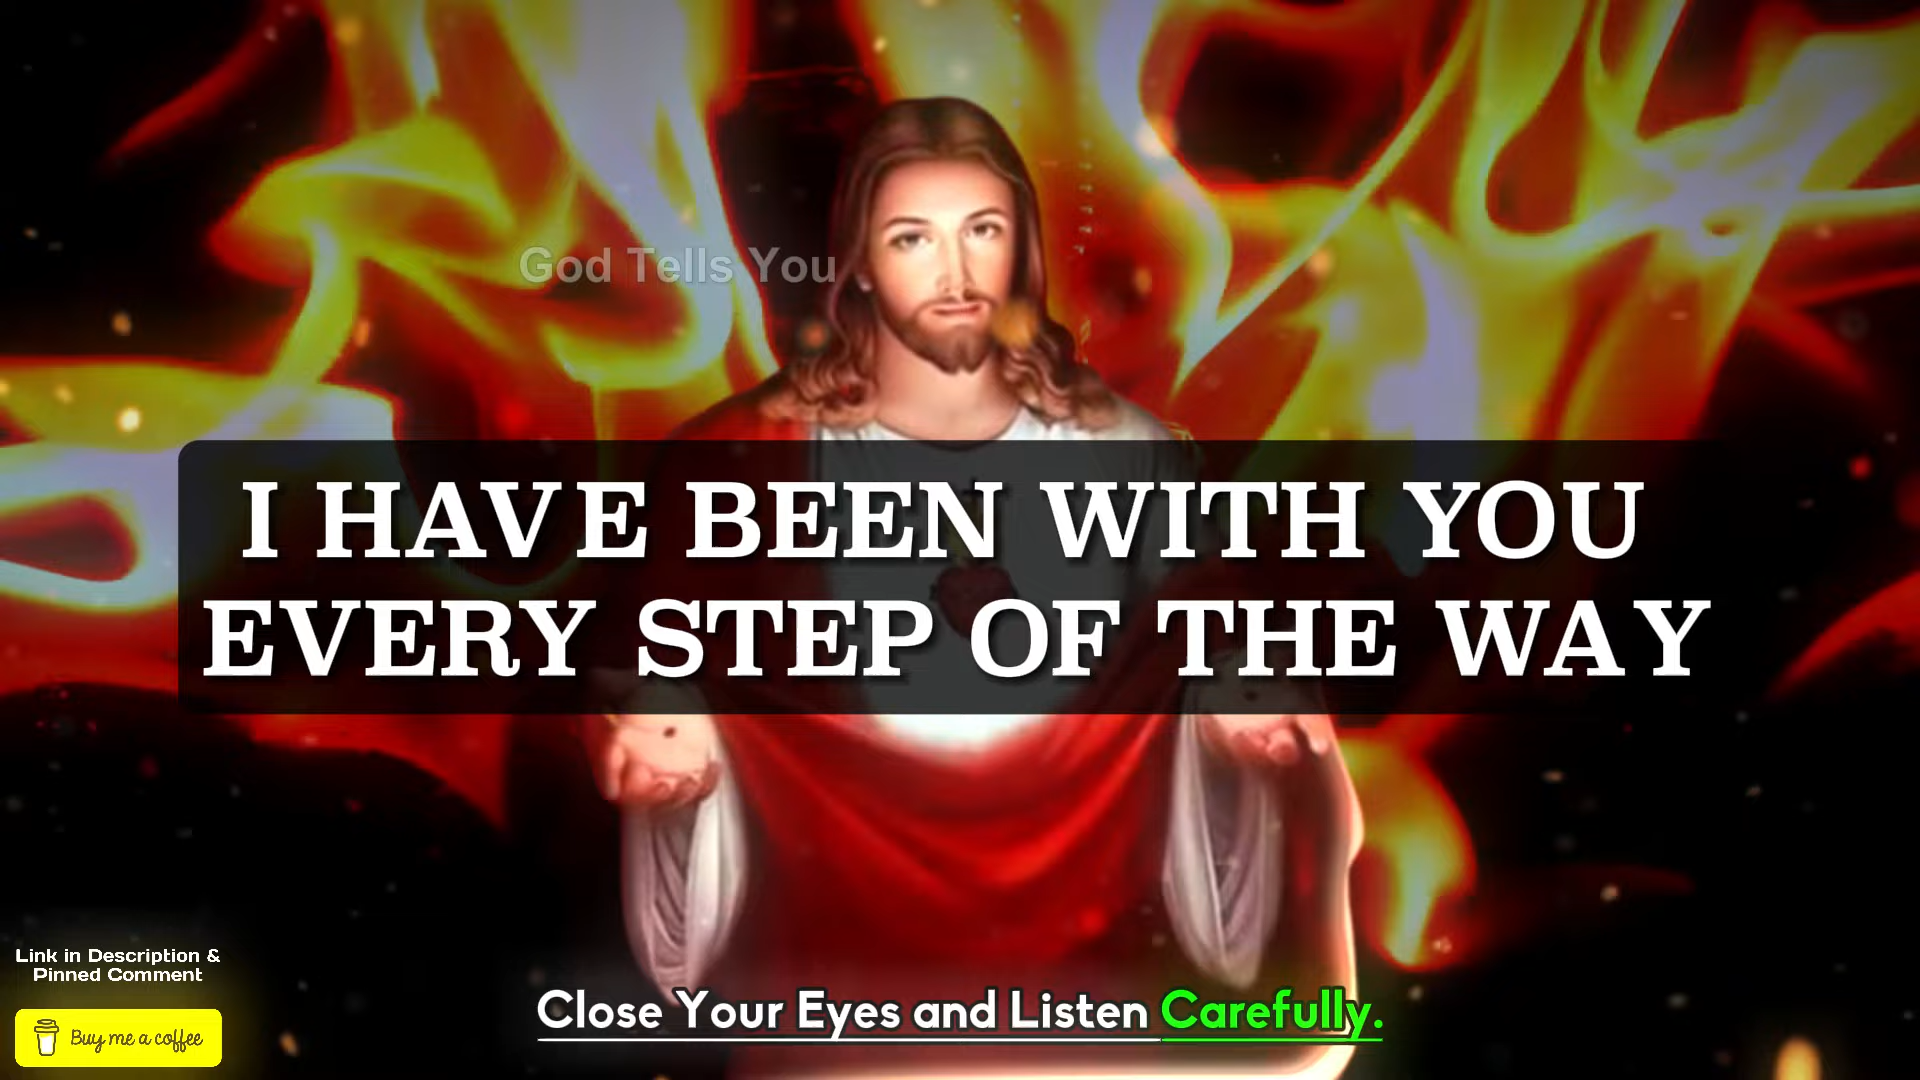 God Tells You
I HAVE BEEN WITH YOU
EVERY STEP OF THE WAY
Link in Description &
Pinned Comment
Buy me a coffee
Close Your Eyes and Listen Carefully.